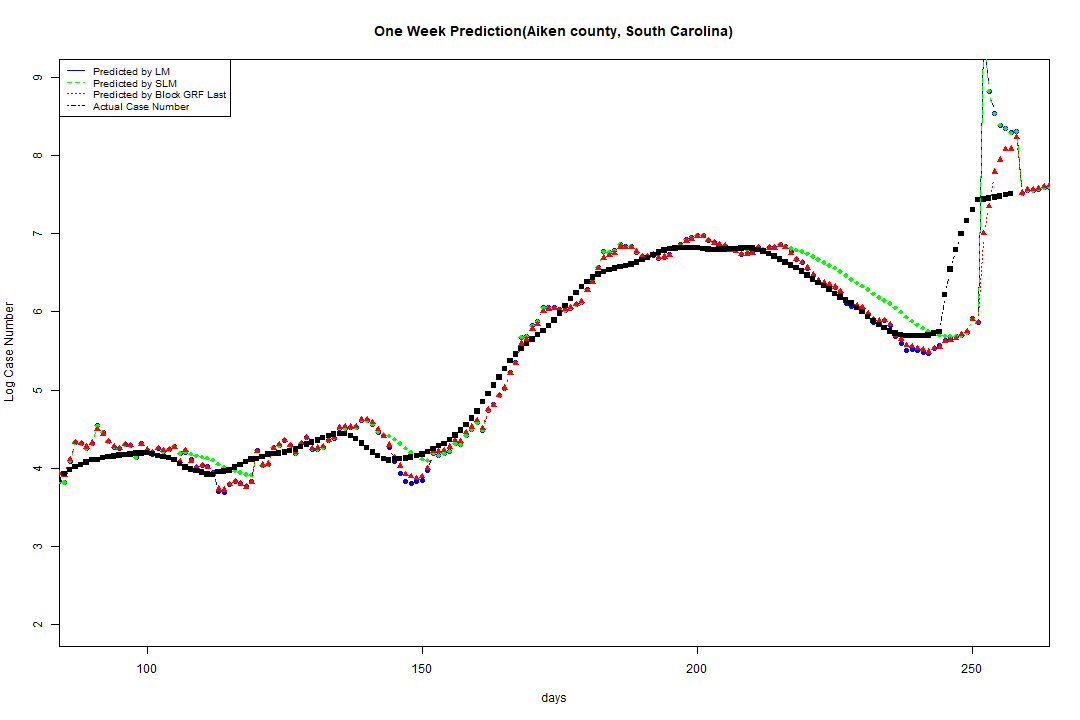 One Week Prediction(Aiken county, South Carolina)
Predicted by LM
Predicted by SLM
Predicted by Block GRF Last
Actual Case Number
9
8
7
6
5
4
3
2
Log Case Number
100 150 200 250
days